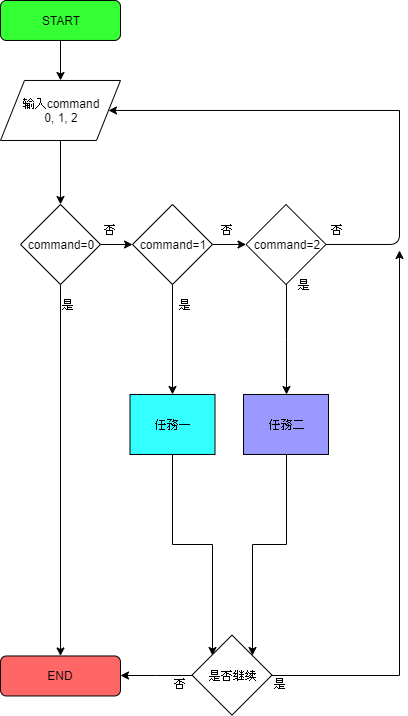 START
输入command
0, 1, 2
command=0
否
command=1
否
command=2
否
是
是
是
任務一
任務二
END
否
是否继续
是